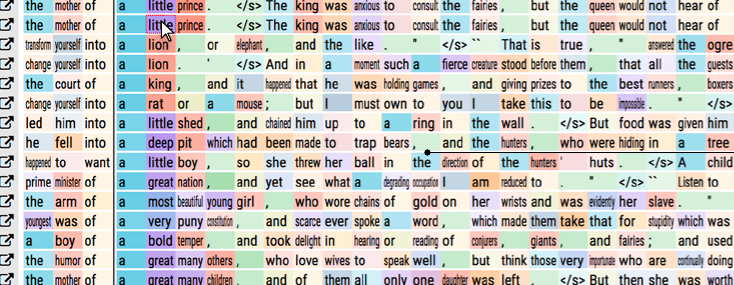 the mother of a little prince . </s> The king was anxious to consult the fairies , but the queen would not hear of
the mother of a little prince . </s> The king was anxious to consult the fairies , but the queen would not hear of
transform yourself into a lion ' , or elephant , and the like . " </s> `` That is true , " answered the ogre
change yourself into a lion . ' </s> And in a moment such a fierce creature stood before them , that all the guests
the court of a king , and it happened that he was holding games , and giving prizes to the best runners , boxers
change yourself into a rat or a mouse ; but I must own to you I take this to be impossible . " </s>
led him into a little shed , and chained him up to a ring in the wall . </s> But food was given him
he fell into a deep pit which had been made to trap bears , and the hunters , who were hiding in a tree
happened to want a little boy , so she threw her ball in the direction of the hunters ' huts . </s> A child
prime minister of a great nation , and yet see what a degrading occupation I am reduced to . " </s> `` Listen to
the arm of a most beautiful young girl , who wore chains of gold on her wrists and was evidently her slave . "
youngest was of a very puny constitution , and scarce ever spoke a word , which made them take that for stupidity which was
a boy of a bold temper , and took delight in hearing or reading of conjurers , giants , and fairies ; and used
the humor of a great many others , who love wives to speak well , but think those very importunate who are continually doing
the mother of a great many children , and of them all only one daughter was left . </s> But then she was worth